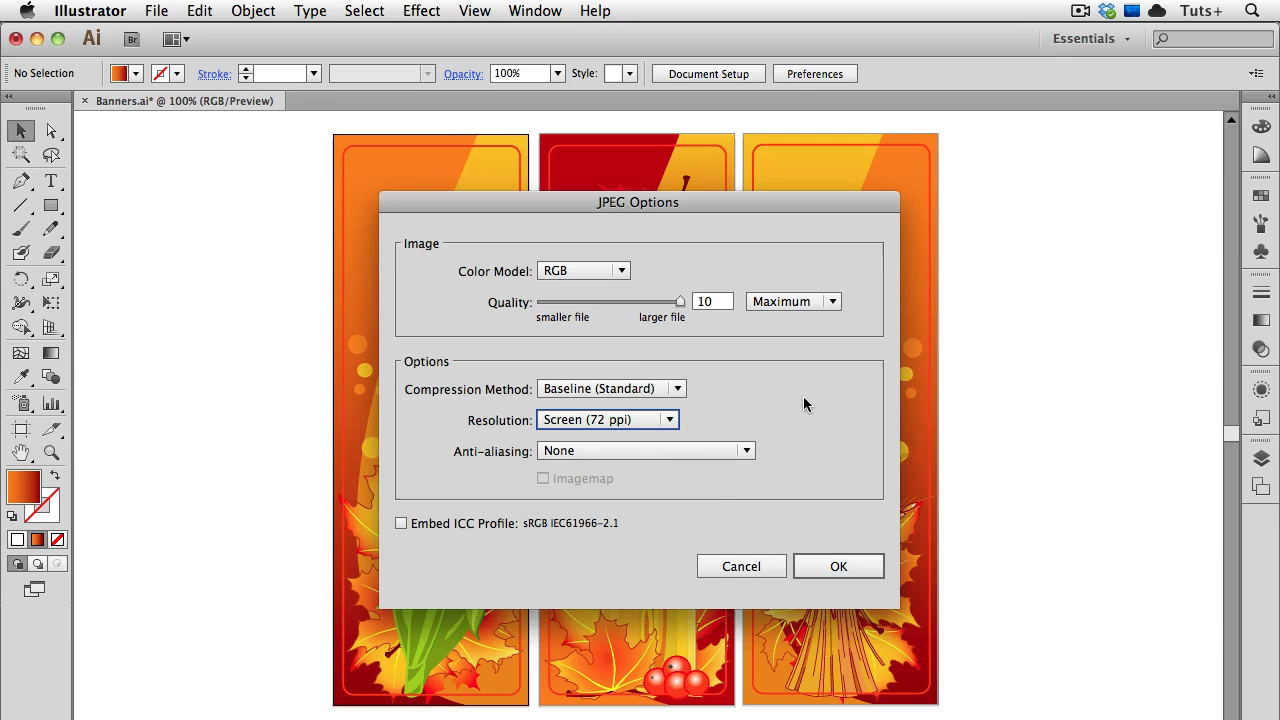 Illustrator File Edit Object Type Select Effect View Window Help Tuts+
Ai Br Essentials
No Selection Stroke: Opacity: 100% Style: Document Setup Preferences
× Banners.ai* @ 100% (RGB/Preview)
JPEG Options
Image
Color Model: RGB
Quality: 10 Maximum
smaller file larger file
Options
Compression Method: Baseline (Standard)
Resolution: Screen (72 ppi)
Anti-aliasing: None
Imagemap
Embed ICC Profile: sRGB IEC61966-2.1
Cancel OK